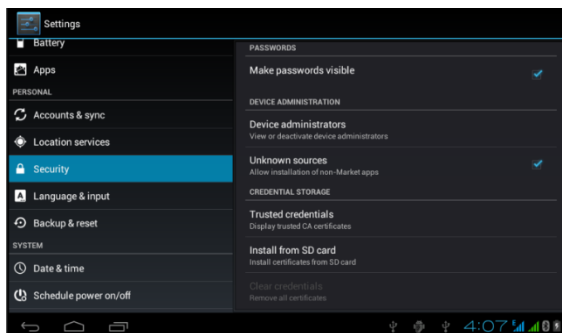 Settings
Battery
Apps
PERSONAL
Accounts & sync
Location services
Security
Language & input
Backup & reset
SYSTEM
Date & time
Schedule power on/off
PASSWORDS
Make passwords visible
DEVICE ADMINISTRATION
Device administrators
View or deactivate device administrators
Unknown sources
Allow installation of non-Market apps
CREDENTIAL STORAGE
Trusted credentials
Display trusted CA certificates
Install from SD card
Install certificates from SD card
Clear credentials
Remove all certificates
4:07